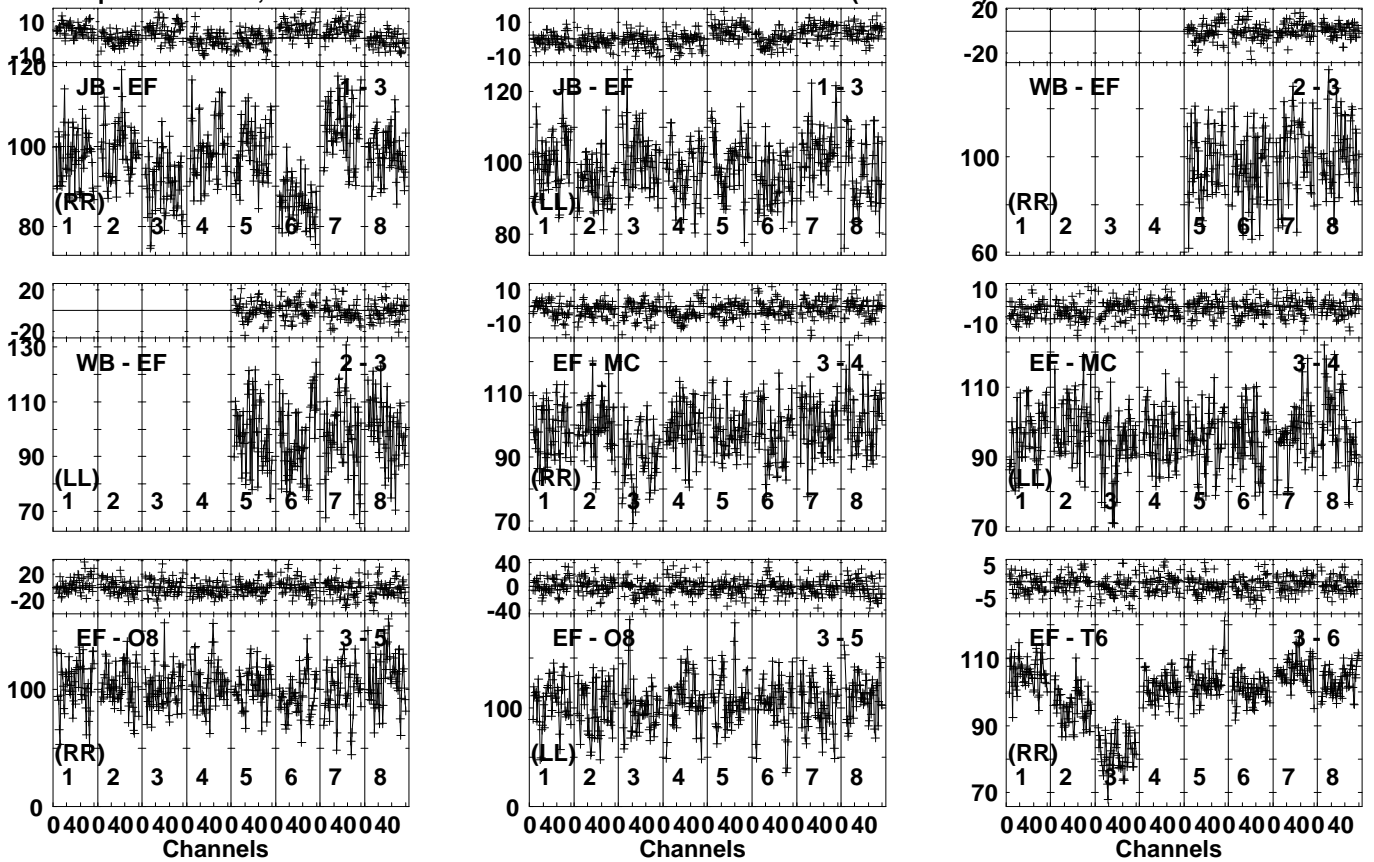 10
-10
120
100
80
JB - EF 1 - 3
(RR)
1 2 3 4 5 6 7 8
10
-10
120
100
80
JB - EF 1 - 3
(LL)
1 2 3 4 5 6 7 8
20
-20
100
60
WB - EF 2 - 3
(RR)
1 2 3 4 5 6 7 8
20
-20
130
110
90
70
WB - EF 2 - 3
(LL)
1 2 3 4 5 6 7 8
10
-10
110
90
70
EF - MC 3 - 4
(RR)
1 2 3 4 5 6 7 8
10
-10
110
90
70
EF - MC 3 - 4
(LL)
1 2 3 4 5 6 7 8
20
-20
100
0
EF - O8 3 - 5
(RR)
1 2 3 4 5 6 7 8
0 40 0 40 0 40 0 40 0 40 0 40 0 40 0 40
Channels
40
0
-40
100
0
EF - O8 3 - 5
(LL)
1 2 3 4 5 6 7 8
0 40 0 40 0 40 0 40 0 40 0 40 0 40 0 40
Channels
5
-5
110
90
70
EF - T6 3 - 6
(RR)
1 2 3 4 5 6 7 8
0 40 0 40 0 40 0 40 0 40 0 40 0 40 0 40
Channels